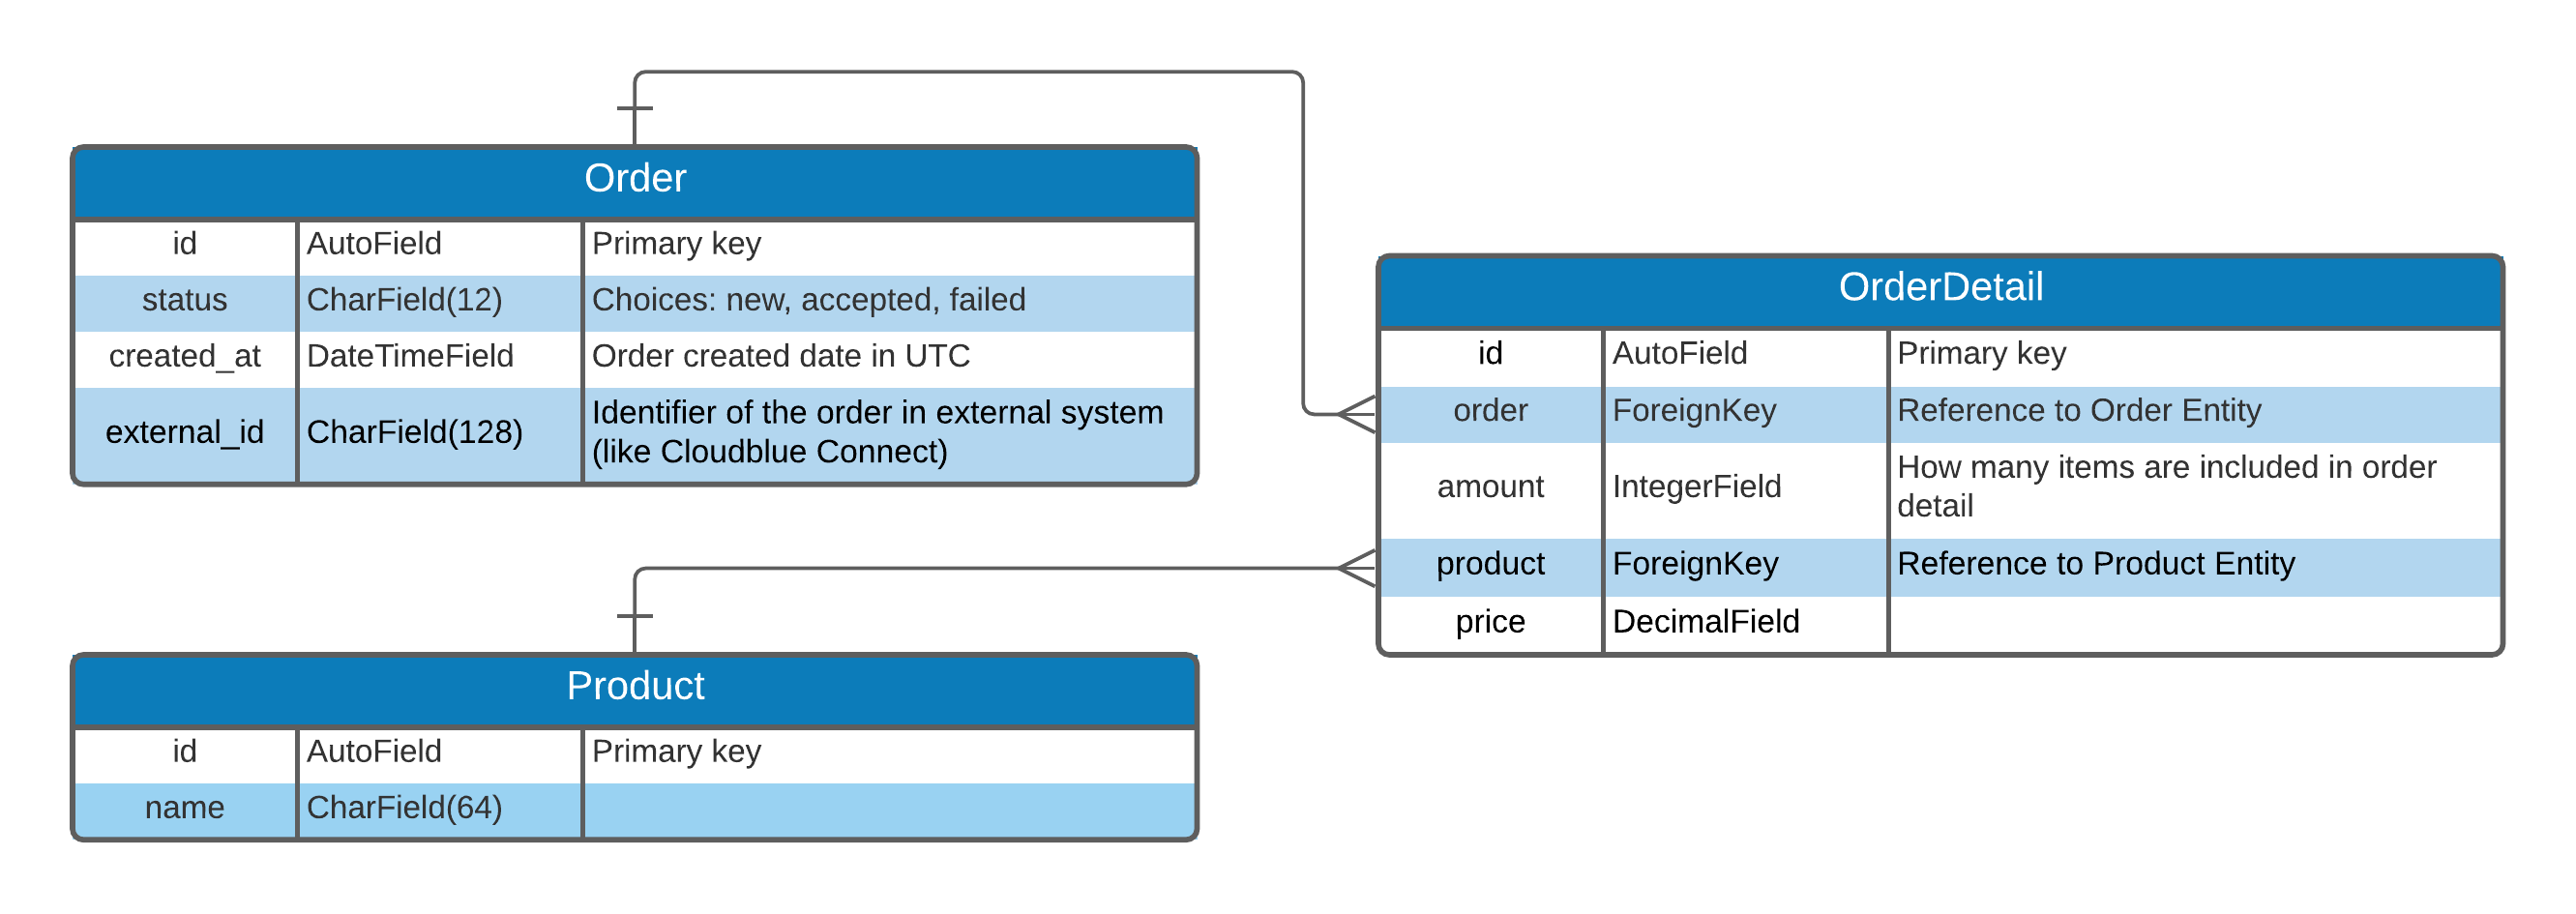 Order
id AutoField Primary key
status CharField(12) Choices: new, accepted, failed
created_at DateTimeField Order created date in UTC
external_id CharField(128) Identifier of the order in external system
(like Cloudblue Connect)
OrderDetail
id AutoField Primary key
order ForeignKey Reference to Order Entity
amount IntegerField How many items are included in order
detail
product ForeignKey Reference to Product Entity
price DecimalField
Product
id AutoField Primary key
name CharField(64)